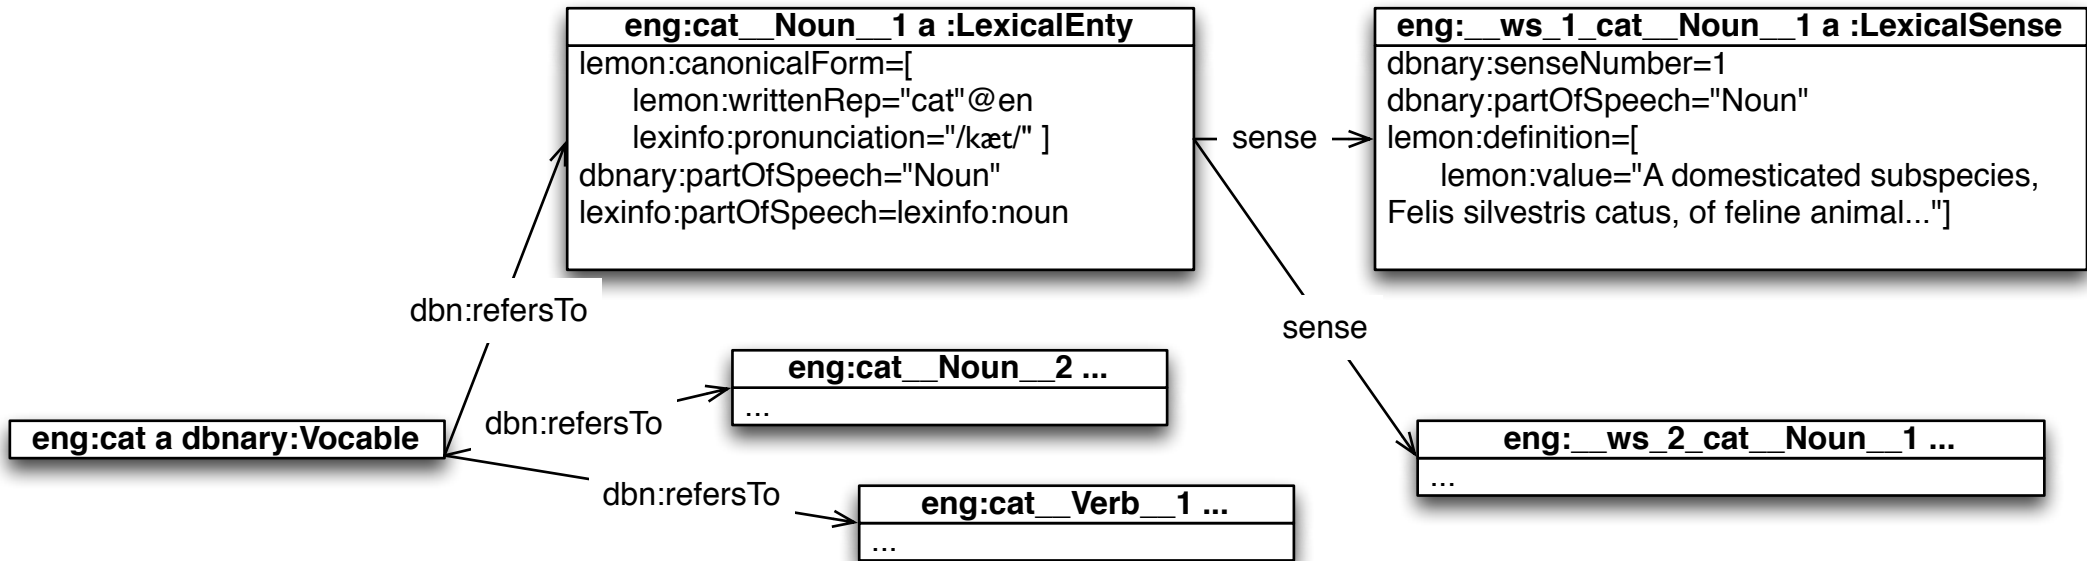 eng:cat__Noun__1 a :LexicalEnty
lemon:canonicalForm=[
lemon:writtenRep="cat"@en
lexinfo:pronunciation="/kæt/" ]
dbnary:partOfSpeech="Noun"
lexinfo:partOfSpeech=lexinfo:noun
sense
eng:__ws_1_cat__Noun__1 a :LexicalSense
dbnary:senseNumber=1
dbnary:partOfSpeech="Noun"
lemon:definition=[
lemon:value="A domesticated subspecies,
Felis silvestris catus, of feline animal..."]
dbn:refersTo
sense
eng:cat__Noun__2 ...
...
dbn:refersTo
eng:cat a dbnary:Vocable
eng:__ws_2_cat__Noun__1 ...
...
dbn:refersTo
eng:cat__Verb__1 ...
...